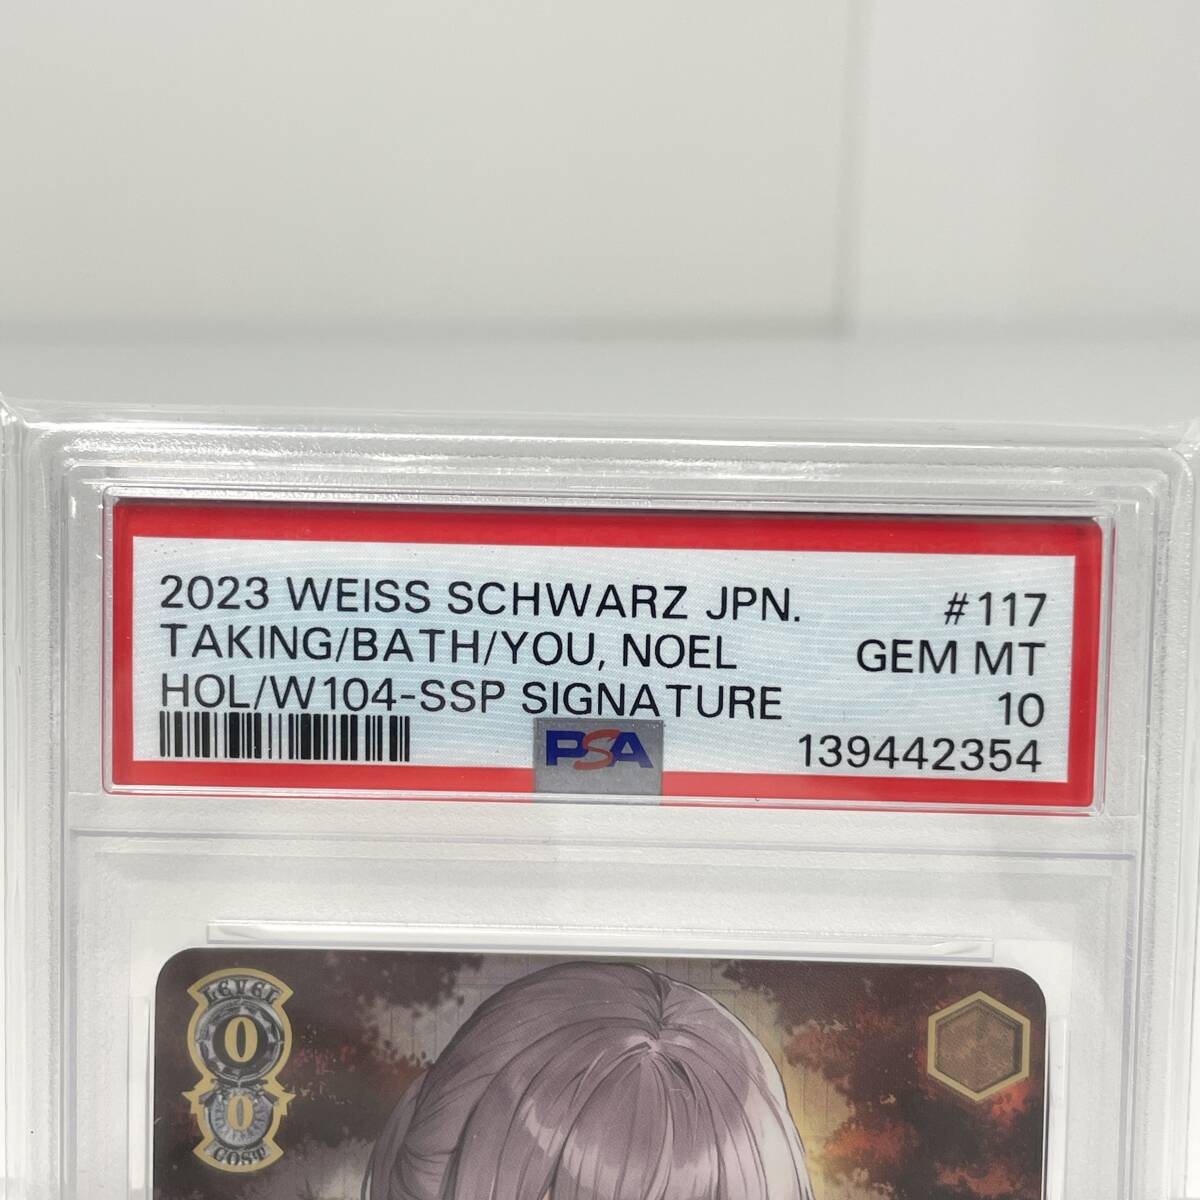 2023 WEISS SCHWARZ JPN. #117
TAKING/BATH/YOU, NOEL GEM MT
HOL/W104-SSP SIGNATURE 10
139442354
PSA
LEVEL
0
0
COST